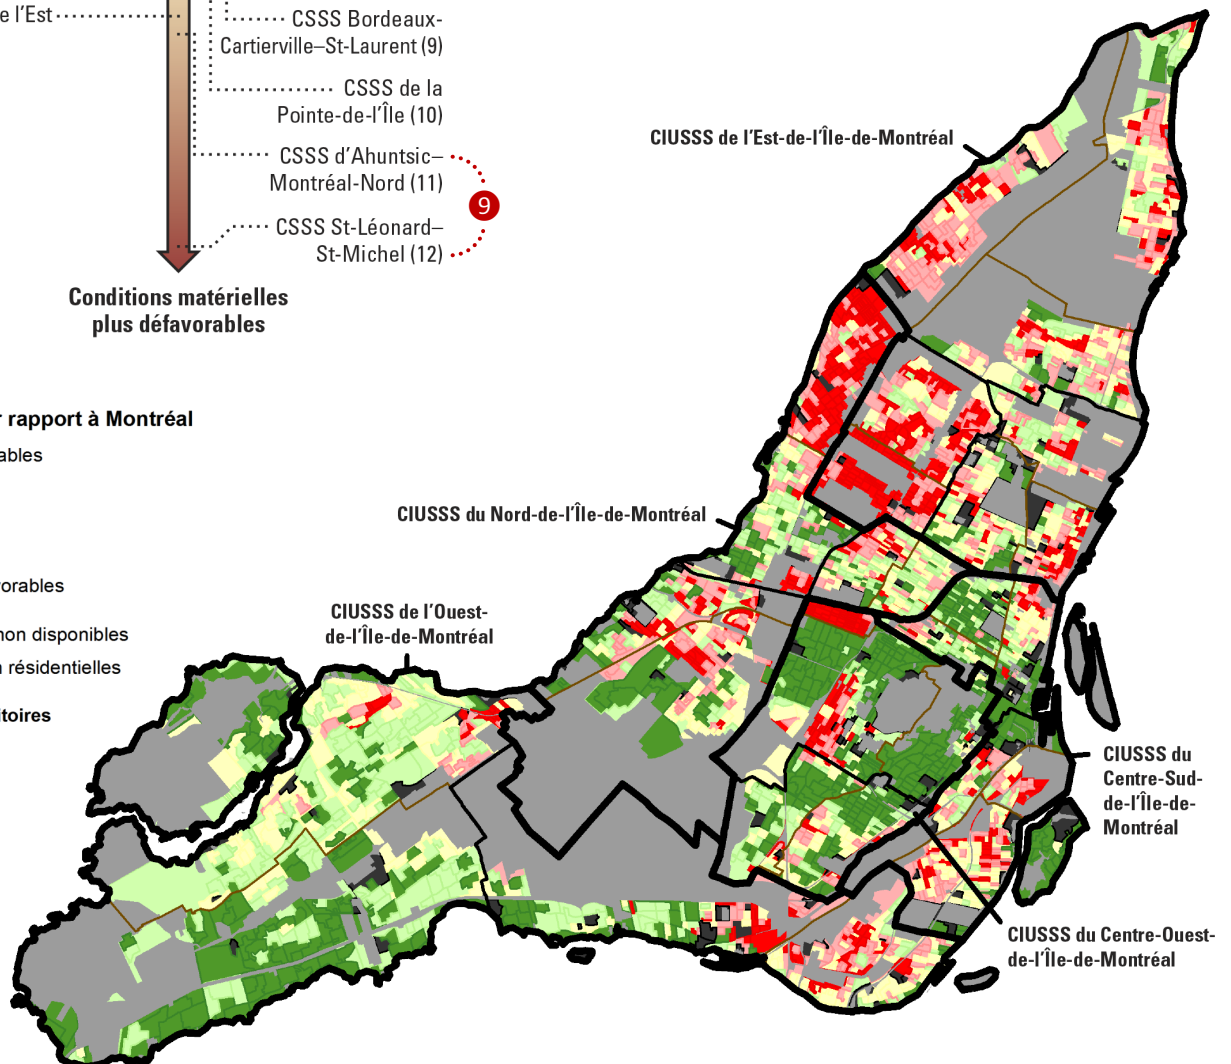 e l'Est
CSSS Bordeaux-
Cartierville–St-Laurent (9)
CSSS de la
Pointe-de-l'Île (10)
CSSS d'Ahuntsic–
Montréal-Nord (11)
9
CSSS St-Léonard–
St-Michel (12)
Conditions matérielles
plus défavorables
r rapport à Montréal
ables
orables
non disponibles
résidentielles
itoires
CIUSSS de l'Est-de-l'Île-de-Montréal
CIUSSS du Nord-de-l'Île-de-Montréal
CIUSSS de l'Ouest-
de-l'Île-de-Montréal
CIUSSS du
Centre-Sud-
de-l'Île-de-
Montréal
CIUSSS du Centre-Ouest-
de-l'Île-de-Montréal